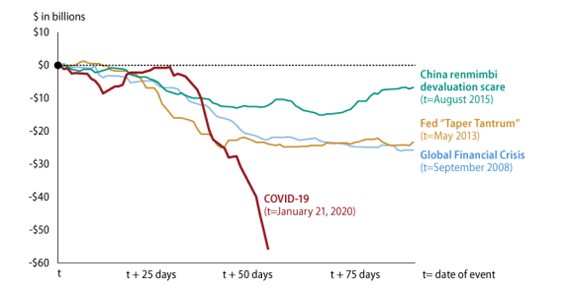 $ in billions
$10
$0
-$10
-$20
-$30
-$40
-$50
-$60
China renmimbi
devaluation scare
(t=August 2015)
Fed “Taper Tantrum”
(t=May 2013)
Global Financial Crisis
(t=September 2008)
COVID-19
(t=January 21, 2020)
t
t + 25 days
t + 50 days
t + 75 days
t= date of event